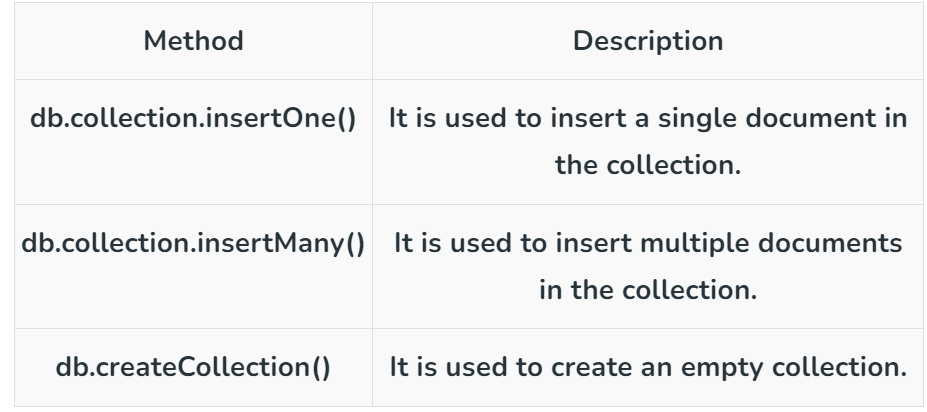 Method Description
db.collection.insertOne() It is used to insert a single document in
the collection.
db.collection.insertMany() It is used to insert multiple documents
in the collection.
db.createCollection() It is used to create an empty collection.